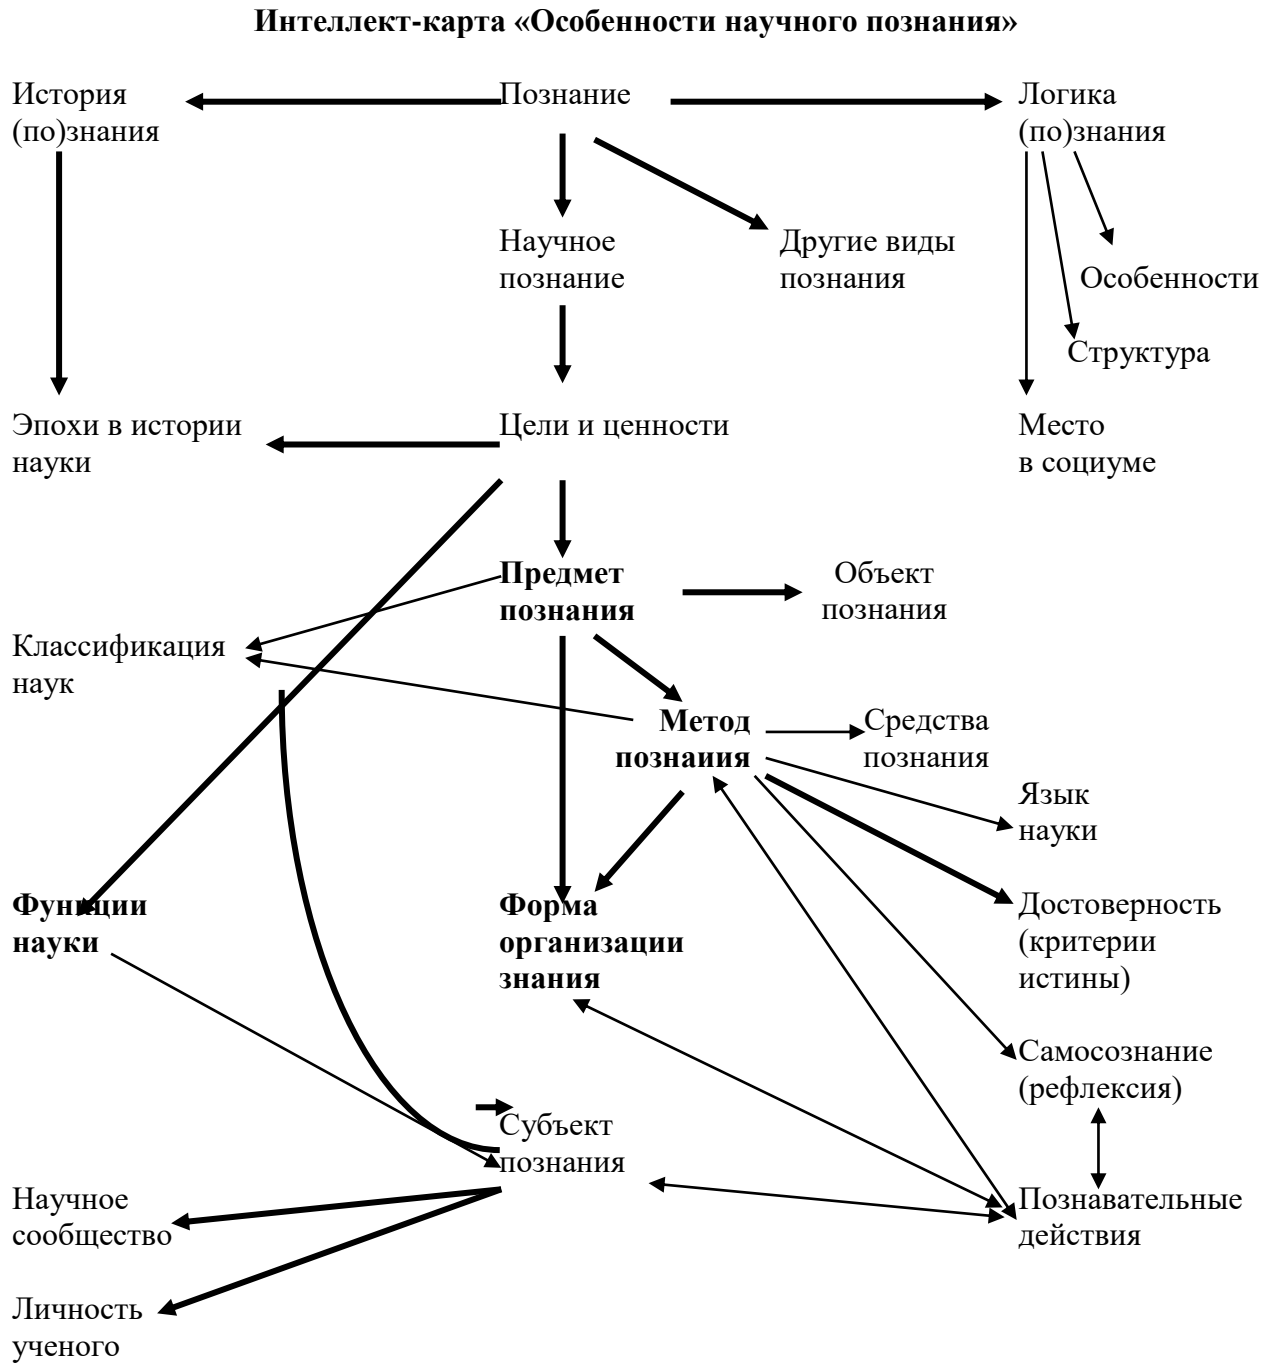 Интеллект-карта «Особенности научного познания»
История
(по)знания
Познание
Логика
(по)знания
Научное
познание
Другие виды
познания
Особенности
Структура
Эпохи в истории
науки
Цели и ценности
Место
в социуме
Предмет
познания
Объект
познания
Классификация
наук
Метод
познаиия
Средства
познания
Язык
науки
Функции
науки
Форма
организации
знания
Достоверность
(критерии
истины)
Самосознание
(рефлексия)
Субъект
познания
Научное
сообщество
Познавательные
действия
Личность
ученого